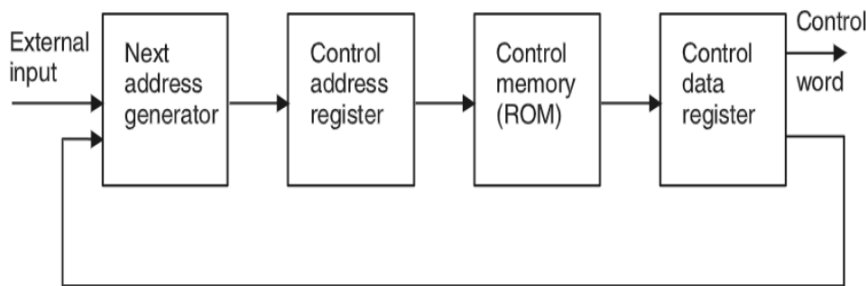 External
input
Next
address
generator
Control
address
register
Control
memory
(ROM)
Control
data
register
Control
word